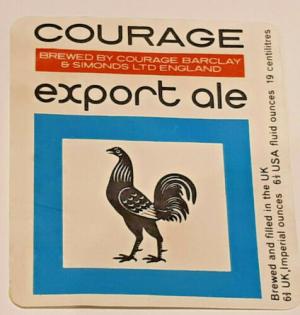 COURAGE
BREWED BY COURAGE BARCLAY
& SIMONDS LTD ENGLAND
export ale
Brewed and filled in the UK
6⅔ UK, Imperial ounces 6½ USA fluid ounces 19 centilitres